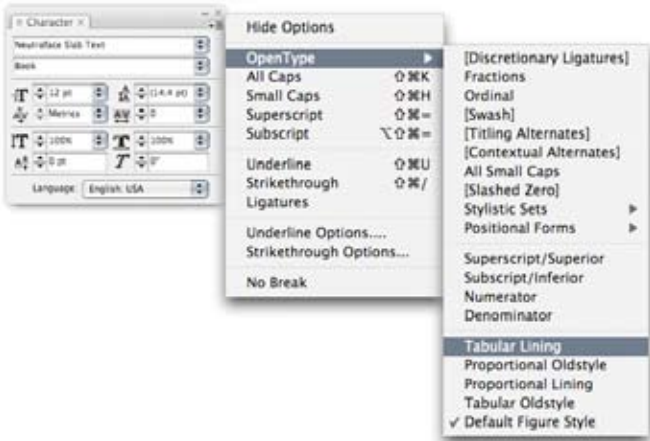 Character
Neutraface Slab Text
Book
12 pt
(14.4 pt)
Metrics
0
100%
100%
0 pt
0°
Language: English: USA
Hide Options
OpenType
All Caps ⇧⌘K
Small Caps ⇧⌘H
Superscript ⇧⌘=
Subscript ⌥⇧⌘=
Underline ⇧⌘U
Strikethrough ⇧⌘/
Ligatures
Underline Options....
Strikethrough Options...
No Break
[Discretionary Ligatures]
Fractions
Ordinal
[Swash]
[Titling Alternates]
[Contextual Alternates]
All Small Caps
[Slashed Zero]
Stylistic Sets
Positional Forms
Superscript/Superior
Subscript/Inferior
Numerator
Denominator
Tabular Lining
Proportional Oldstyle
Proportional Lining
Tabular Oldstyle
✓ Default Figure Style